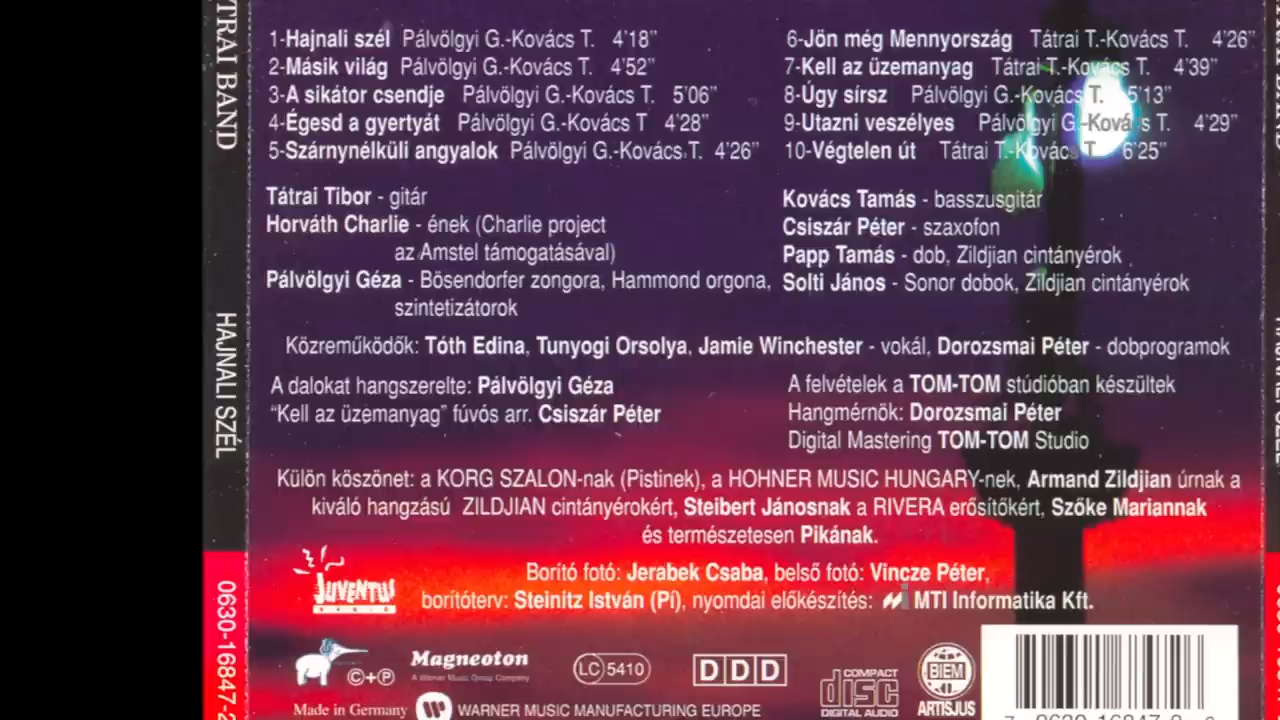 TRAI BAND
HAJNALI SZÉL
0630-16847-2
1-Hajnali szél Pálvölgyi G.-Kovács T. 4'18"
2-Másik világ Pálvölgyi G.-Kovács T. 4'52"
3-A sikátor csendje Pálvölgyi G.-Kovács T. 5'06"
4-Égesd a gyertyát Pálvölgyi G.-Kovács T 4'28"
5-Szárnynélküli angyalok Pálvölgyi G.-Kovács.T. 4'26"
6-Jön még Mennyország Tátrai T.-Kovács T. 4'26"
7-Kell az üzemanyag Tátrai T.-Kovács T. 4'39"
8-Úgy sírsz Pálvölgyi G.-Kovács T. 5'13"
9-Utazni veszélyes Pálvölgyi G.-Kovács T. 4'29"
10-Végtelen út Tátrai T.-Kovács T. 6'25"
Tátrai Tibor - gitár
Horváth Charlie - ének (Charlie project
az Amstel támogatásával)
Pálvölgyi Géza - Bösendorfer zongora, Hammond orgona,
szintetizátorok
Kovács Tamás - basszusgitár
Csiszár Péter - szaxofon
Papp Tamás - dob, Zildjian cintányérok
Solti János - Sonor dobok, Zildjian cintányérok
Közreműködők: Tóth Edina, Tunyogi Orsolya, Jamie Winchester - vokál, Dorozsmai Péter - dobprogramok
A dalokat hangszerelte: Pálvölgyi Géza
"Kell az üzemanyag" fúvós arr. Csiszár Péter
A felvételek a TOM-TOM stúdióban készültek
Hangmérnök: Dorozsmai Péter
Digital Mastering TOM-TOM Studio
Külön köszönet: a KORG SZALON-nak (Pistinek), a HOHNER MUSIC HUNGARY-nek, Armand Zildjian úrnak a
kiváló hangzású ZILDJIAN cintányérokért, Steibert Jánosnak a RIVERA erősítőkért, Szőke Mariannak
és természetesen Pikának.
Borító fotó: Jerabek Csaba, belső fotó: Vincze Péter,
borítóterv: Steinitz István (Pi), nyomdai előkészítés: MTI Informatika Kft.
JUVENTUS
RÁDIÓ
©+℗
Magneoton
A Warner Music Group Company
LC 5410
DDD
COMPACT
disc
DIGITAL AUDIO
BIEM
ARTISJUS
Made in Germany
WARNER MUSIC MANUFACTURING EUROPE